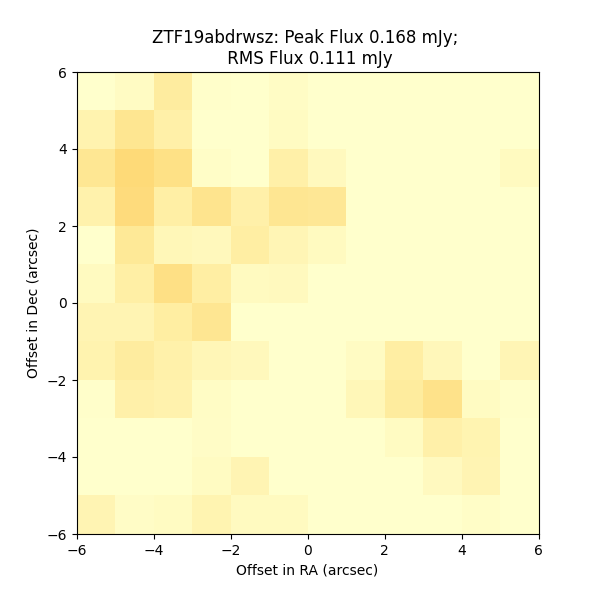 ZTF19abdrwsz: Peak Flux 0.168 mJy;
RMS Flux 0.111 mJy
6
4
2
0
−2
−4
−6
Offset in Dec (arcsec)
−6 −4 −2 0 2 4 6
Offset in RA (arcsec)